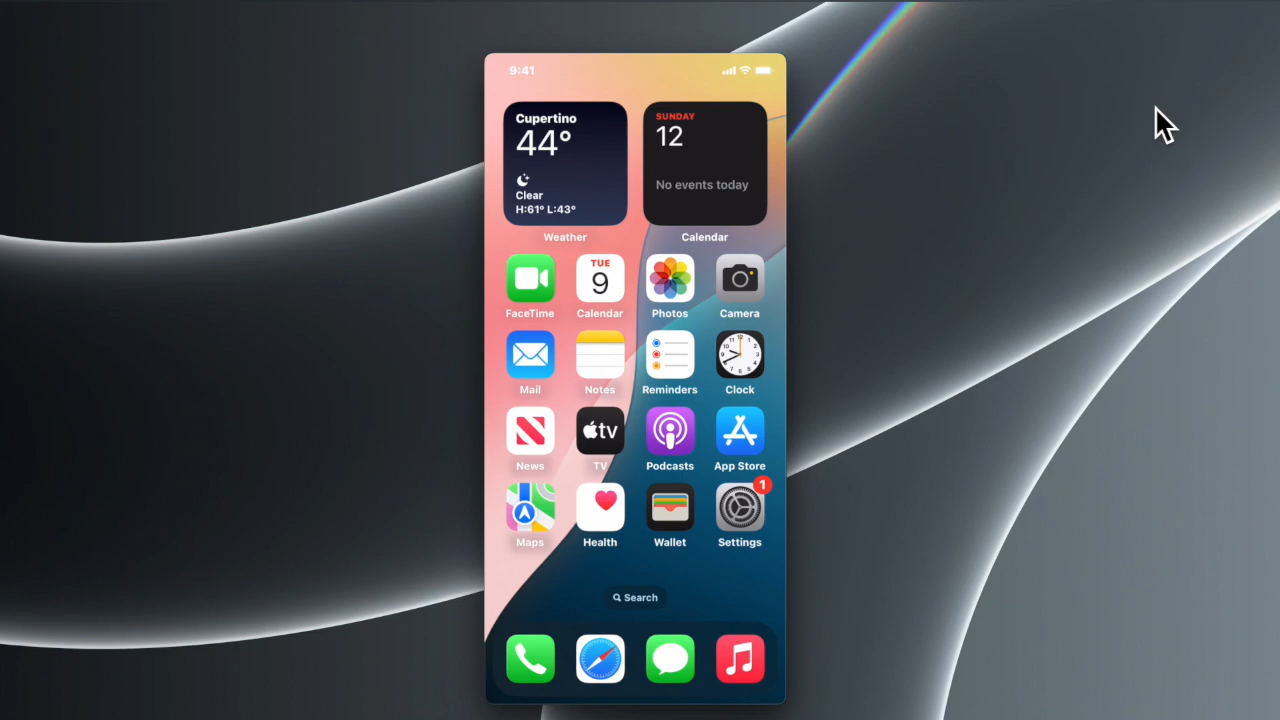 9:41
Cupertino
44°
Clear
H:61° L:43°
Weather
SUNDAY
12
No events today
Calendar
FaceTime
TUE
9
Calendar
Photos
Camera
Mail
Notes
Reminders
Clock
News
tv
TV
Podcasts
App Store
1
Maps
Health
Wallet
Settings
Search